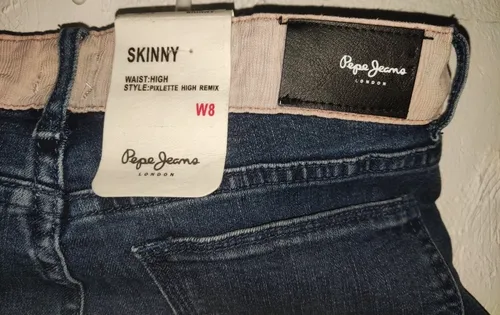 SKINNY
WAIST:HIGH
STYLE:PIXLETTE HIGH REMIX
W8
Pepe Jeans
LONDON
Pepe Jeans
LONDON